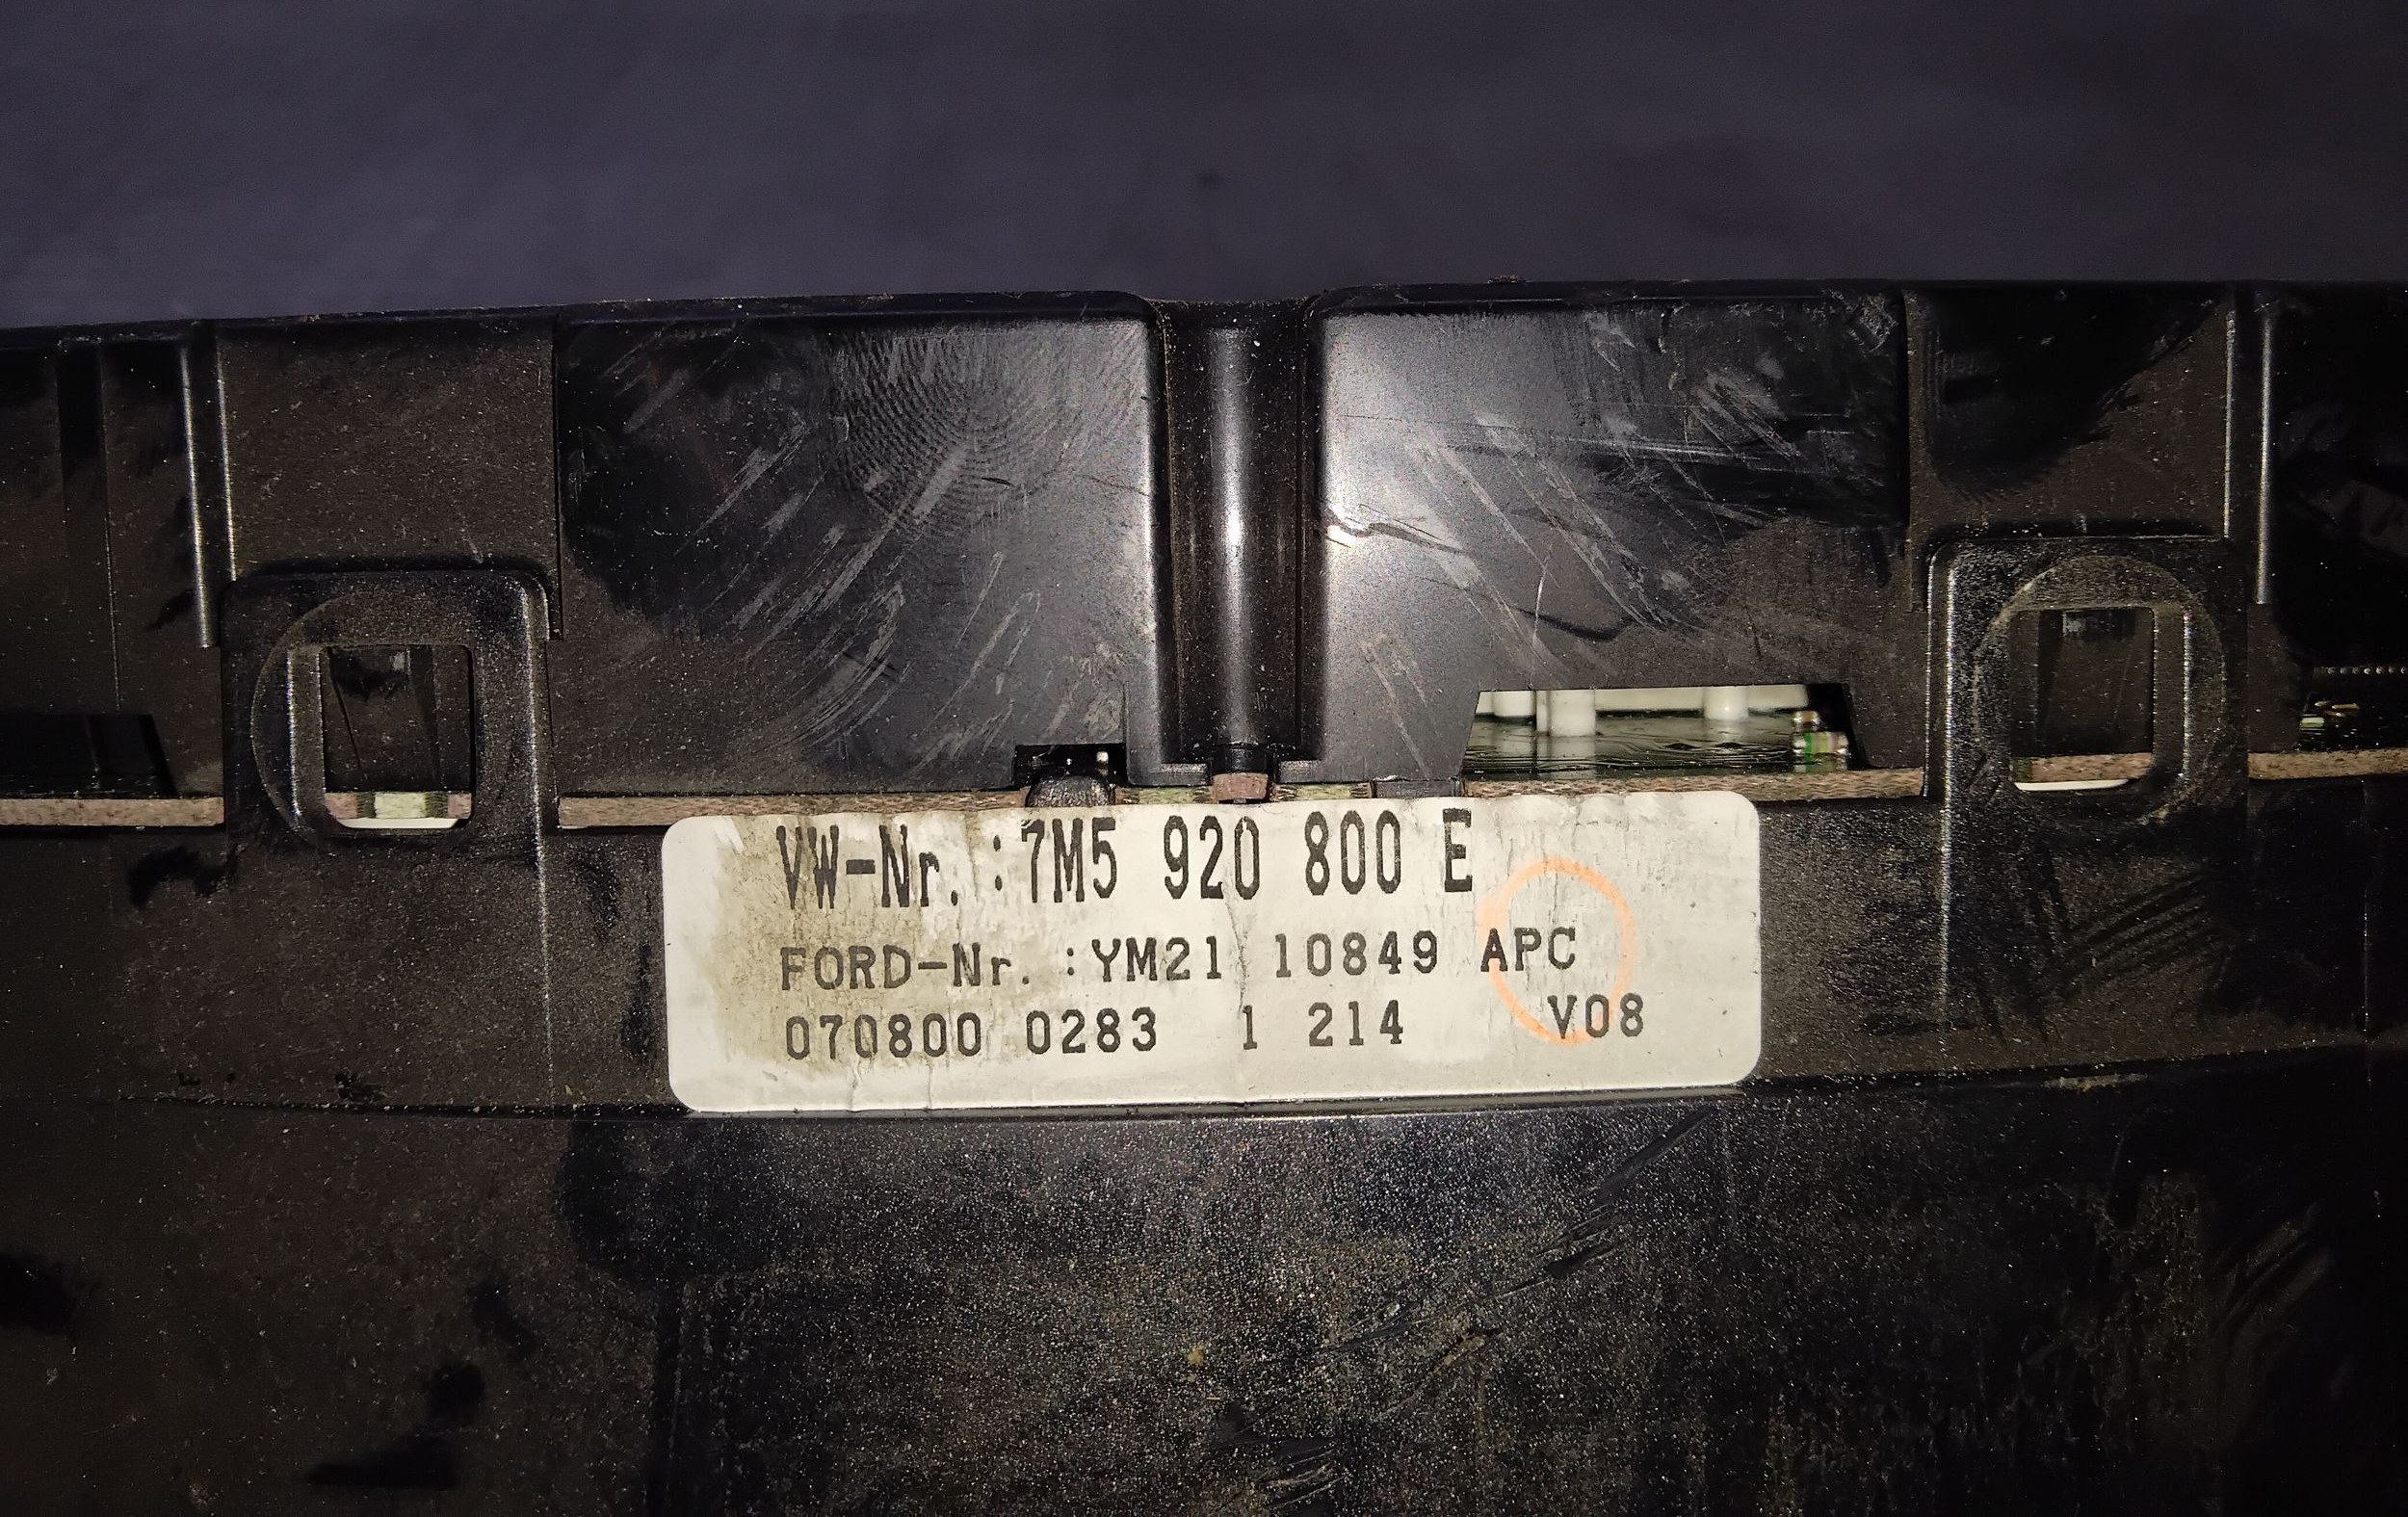 VW-Nr. :7M5 920 800 E
FORD-Nr. :YM21 10849 APC
070800 0283 1 214 V08